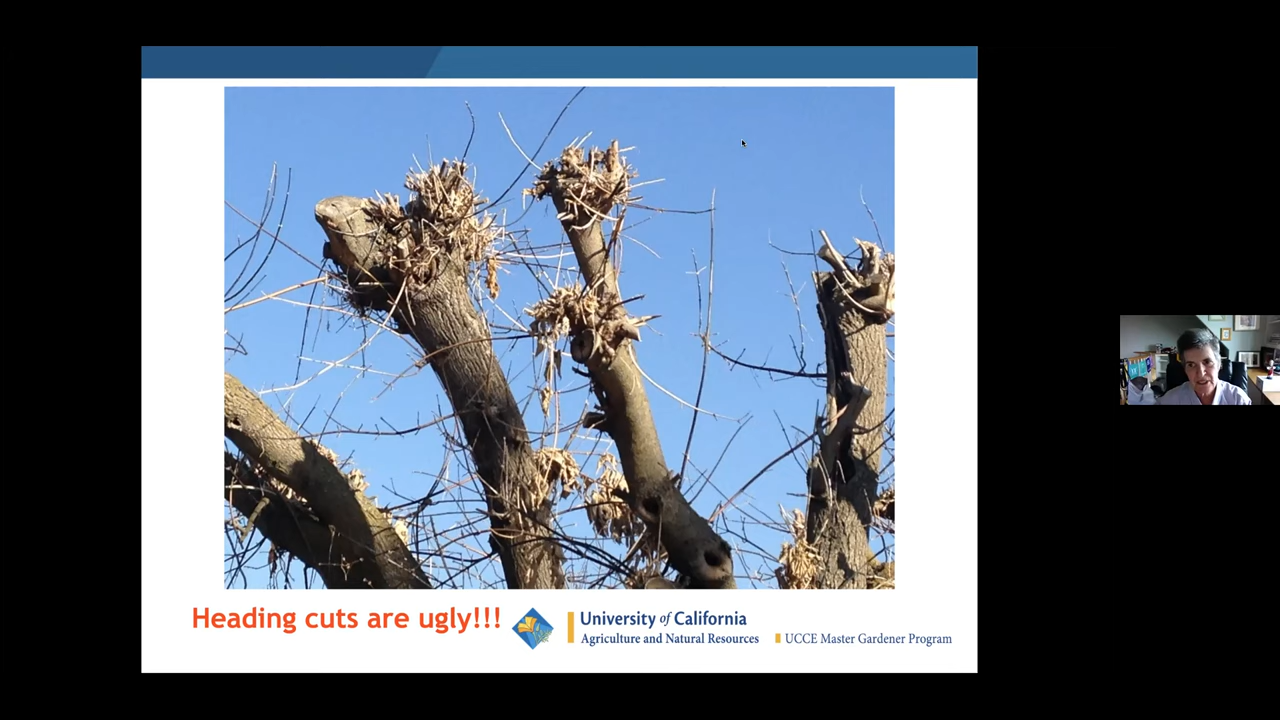 Heading cuts are ugly!!!
University of California
Agriculture and Natural Resources
UCCE Master Gardener Program